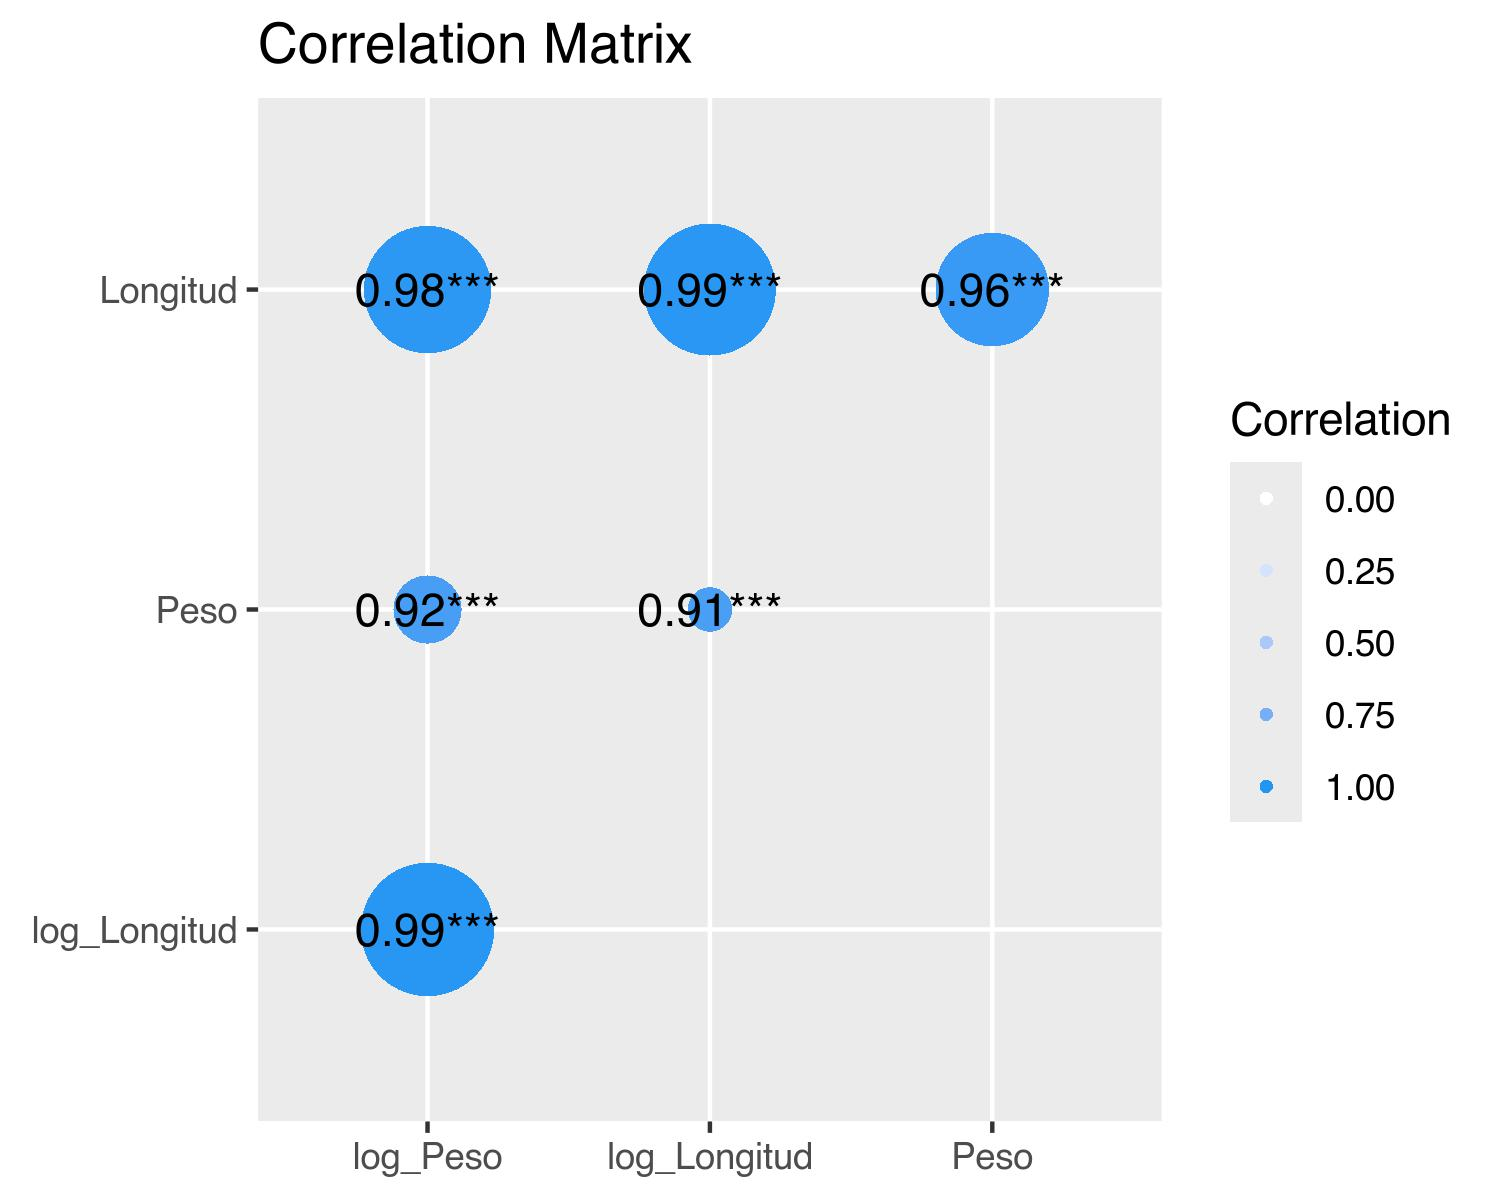 Correlation Matrix
Longitud
0.98***
0.99***
0.96***
Peso
0.92***
0.91***
log_Longitud
0.99***
log_Peso
log_Longitud
Peso
Correlation
0.00
0.25
0.50
0.75
1.00